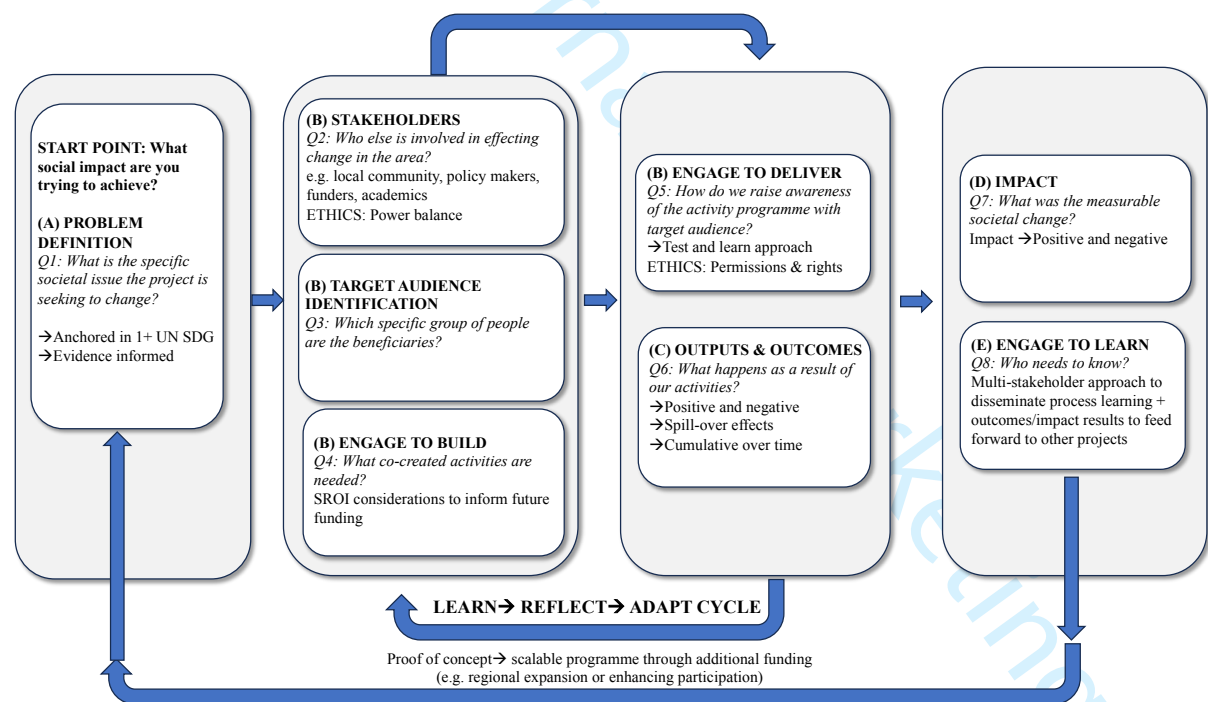 START POINT: What
social impact are you
trying to achieve?
(A) PROBLEM
DEFINITION
Q1: What is the specific
societal issue the project is
seeking to change?
→Anchored in 1+ UN SDG
→Evidence informed
(B) STAKEHOLDERS
Q2: Who else is involved in effecting
change in the area?
e.g. local community, policy makers,
funders, academics
ETHICS: Power balance
(B) TARGET AUDIENCE
IDENTIFICATION
Q3: Which specific group of people
are the beneficiaries?
(B) ENGAGE TO BUILD
Q4: What co-created activities are
needed?
SROI considerations to inform future
funding
(B) ENGAGE TO DELIVER
Q5: How do we raise awareness
of the activity programme with
target audience?
→Test and learn approach
ETHICS: Permissions & rights
(C) OUTPUTS & OUTCOMES
Q6: What happens as a result of
our activities?
→Positive and negative
→Spill-over effects
→Cumulative over time
(D) IMPACT
Q7: What was the measurable
societal change?
Impact →Positive and negative
(E) ENGAGE TO LEARN
Q8: Who needs to know?
Multi-stakeholder approach to
disseminate process learning +
outcomes/impact results to feed
forward to other projects
LEARN→ REFLECT→ ADAPT CYCLE
Proof of concept→ scalable programme through additional funding
(e.g. regional expansion or enhancing participation)